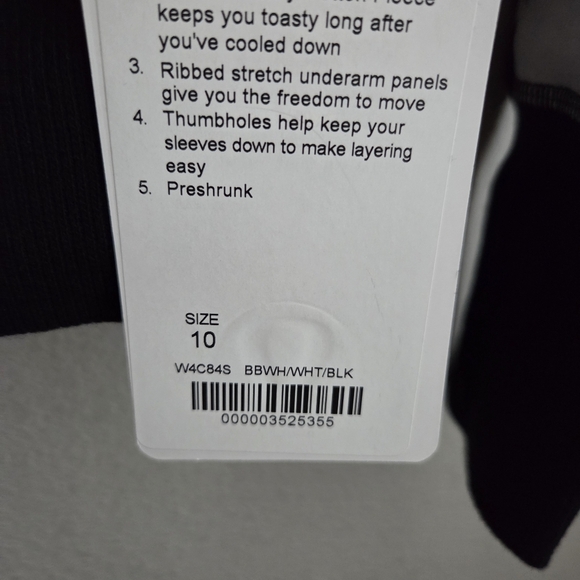 Fleece
keeps you toasty long after
you've cooled down
3. Ribbed stretch underarm panels
give you the freedom to move
4. Thumbholes help keep your
sleeves down to make layering
easy
5. Preshrunk
SIZE
10
W4C84S BBWH/WHT/BLK
000003525355